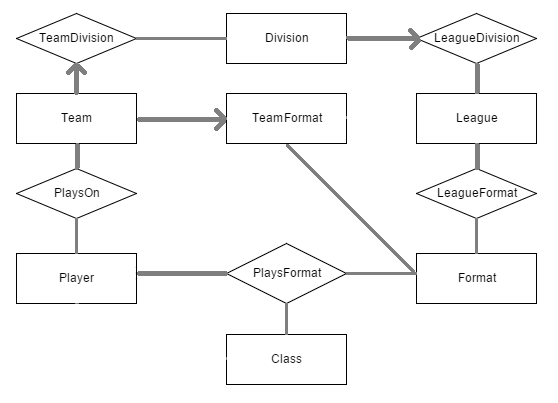 TeamDivision
Division
LeagueDivision
Team
TeamFormat
League
PlaysOn
LeagueFormat
Player
PlaysFormat
Format
Class